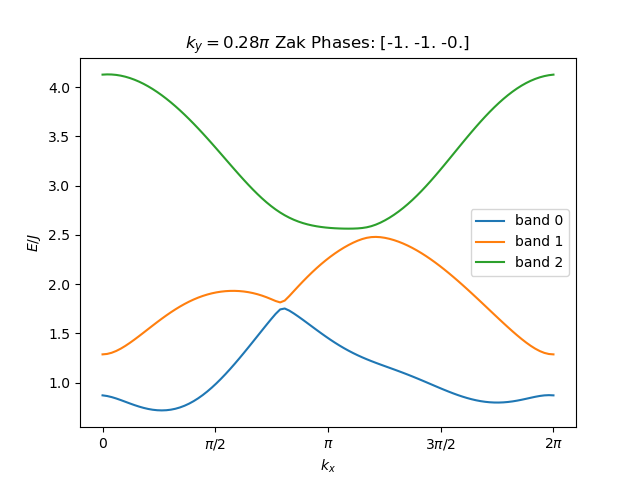 k_y = 0.28π Zak Phases: [-1. -1. -0.]
4.0
3.5
3.0
2.5
2.0
1.5
1.0
E/J
band 0
band 1
band 2
0
π/2
π
3π/2
2π
k_x